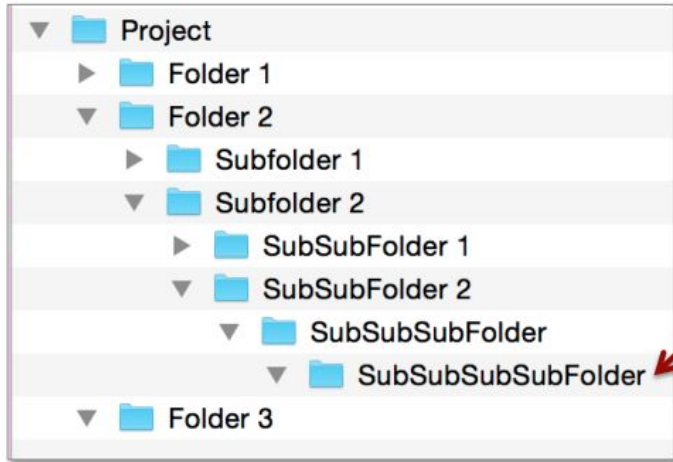 Project
Folder 1
Folder 2
Subfolder 1
Subfolder 2
SubSubFolder 1
SubSubFolder 2
SubSubSubFolder
SubSubSubSubFolder
Folder 3